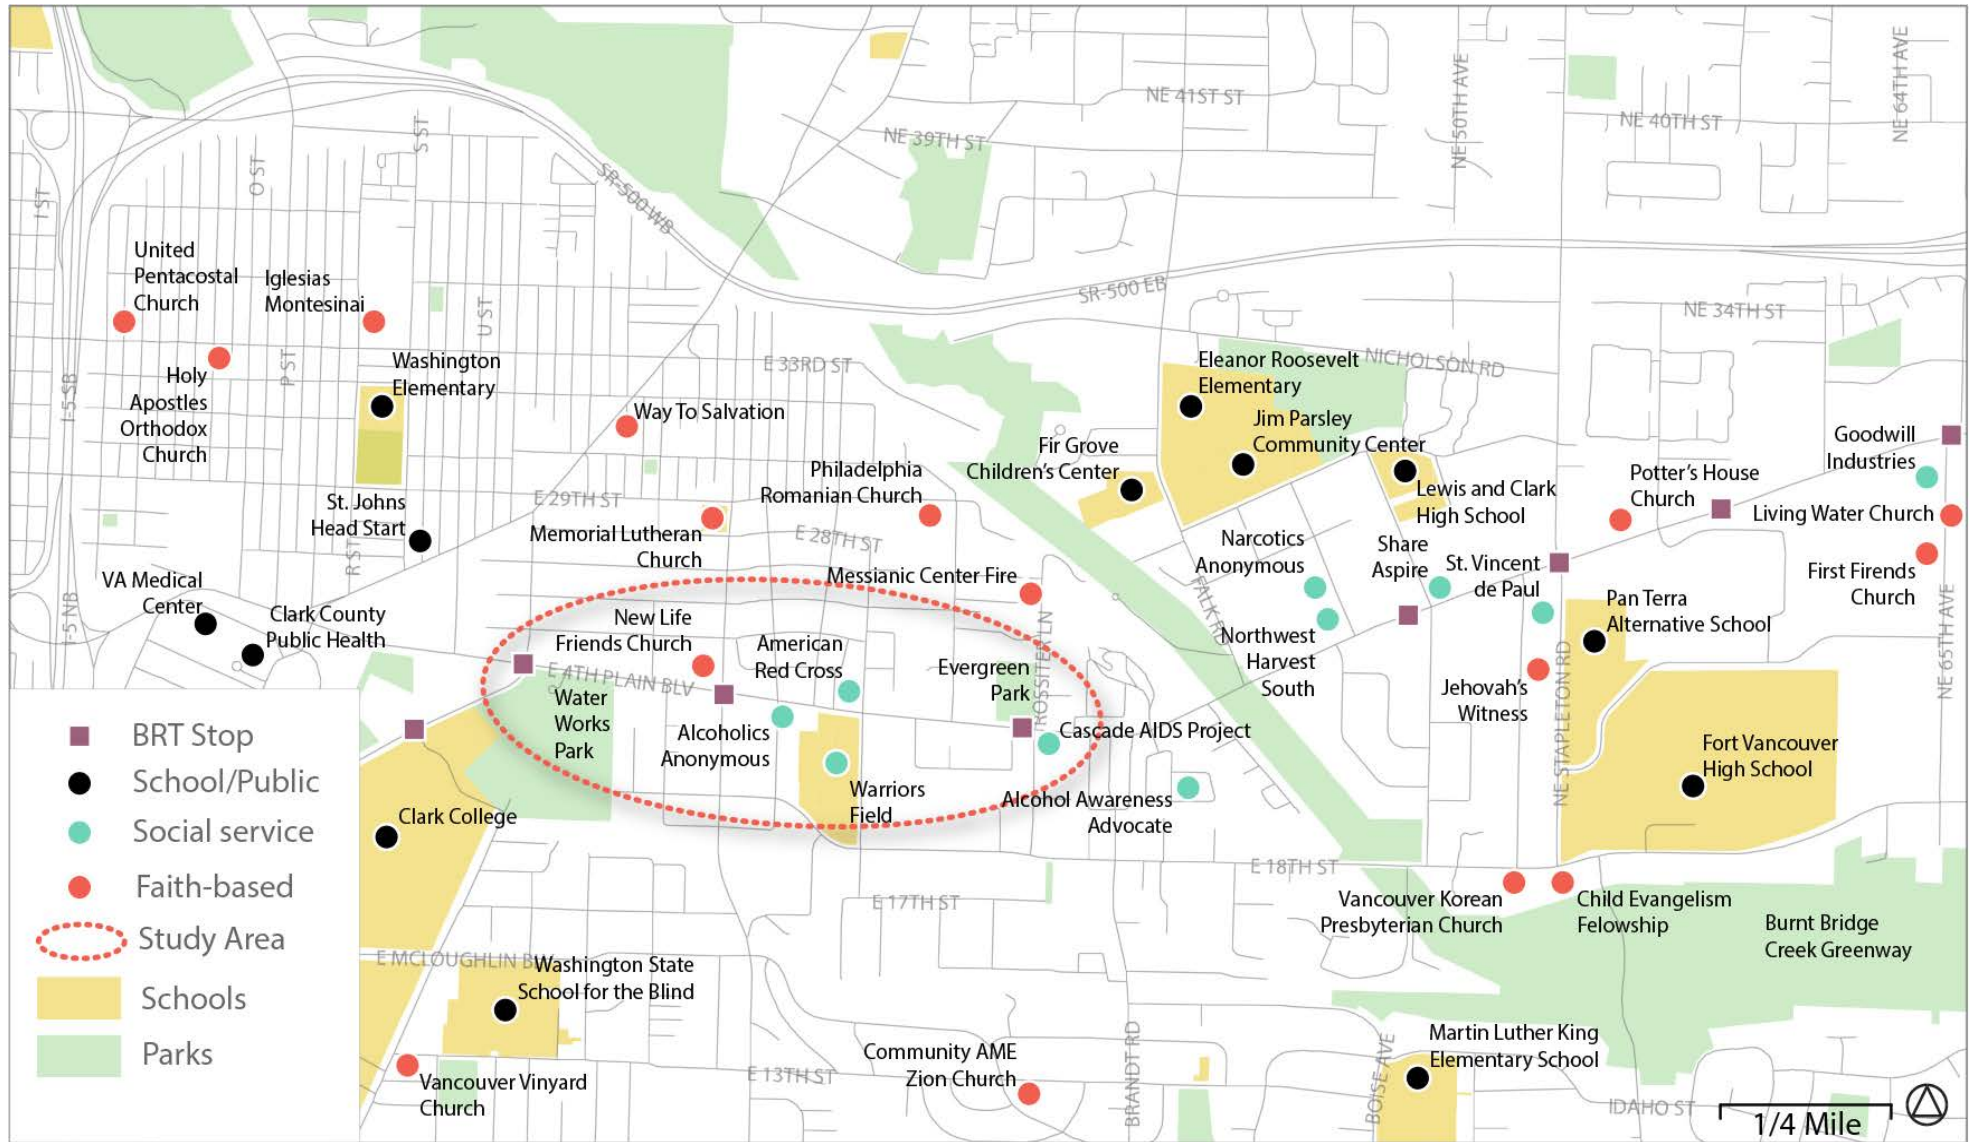 NE 41ST ST
NE 39TH ST
NE 40TH ST
NE 50TH AVE
NE 64TH AVE
I ST
O ST
S ST
SR-500 WB
SR-500 EB
NE 34TH ST
United
Pentacostal
Church
Iglesias
Montesinai
U ST
P ST
I-5 SB
Holy
Apostles
Orthodox
Church
Washington
Elementary
E 33RD ST
Way To Salvation
Eleanor Roosevelt
Elementary
NICHOLSON RD
Jim Parsley
Community Center
Fir Grove
Children's Center
Lewis and Clark
High School
Potter's House
Church
Goodwill
Industries
Living Water Church
First Firends
Church
St. Johns
Head Start
R ST
E 29TH ST
Memorial Lutheran
Church
Philadelphia
Romanian Church
E 28TH ST
Messianic Center Fire
Narcotics
Anonymous
Share
Aspire
St. Vincent
de Paul
Pan Terra
Alternative School
VA Medical
Center
Clark County
Public Health
I-5 NB
New Life
Friends Church
American
Red Cross
E 4TH PLAIN BLV
Water
Works
Park
Alcoholics
Anonymous
Evergreen
Park
ROSSITER LN
FALK RD
Cascade AIDS Project
Northwest
Harvest
South
Jehovah's
Witness
NE STAPLETON RD
NE 65TH AVE
Fort Vancouver
High School
Warriors
Field
Alcohol Awareness
Advocate
Clark College
E 18TH ST
E 17TH ST
Vancouver Korean
Presbyterian Church
Child Evangelism
Felowship
Burnt Bridge
Creek Greenway
E MCLOUGHLIN B
Washington State
School for the Blind
Vancouver Vinyard
Church
E 13TH ST
Community AME
Zion Church
BRANDT RD
BOISE AVE
Martin Luther King
Elementary School
IDAHO ST
BRT Stop
School/Public
Social service
Faith-based
Study Area
Schools
Parks
1/4 Mile